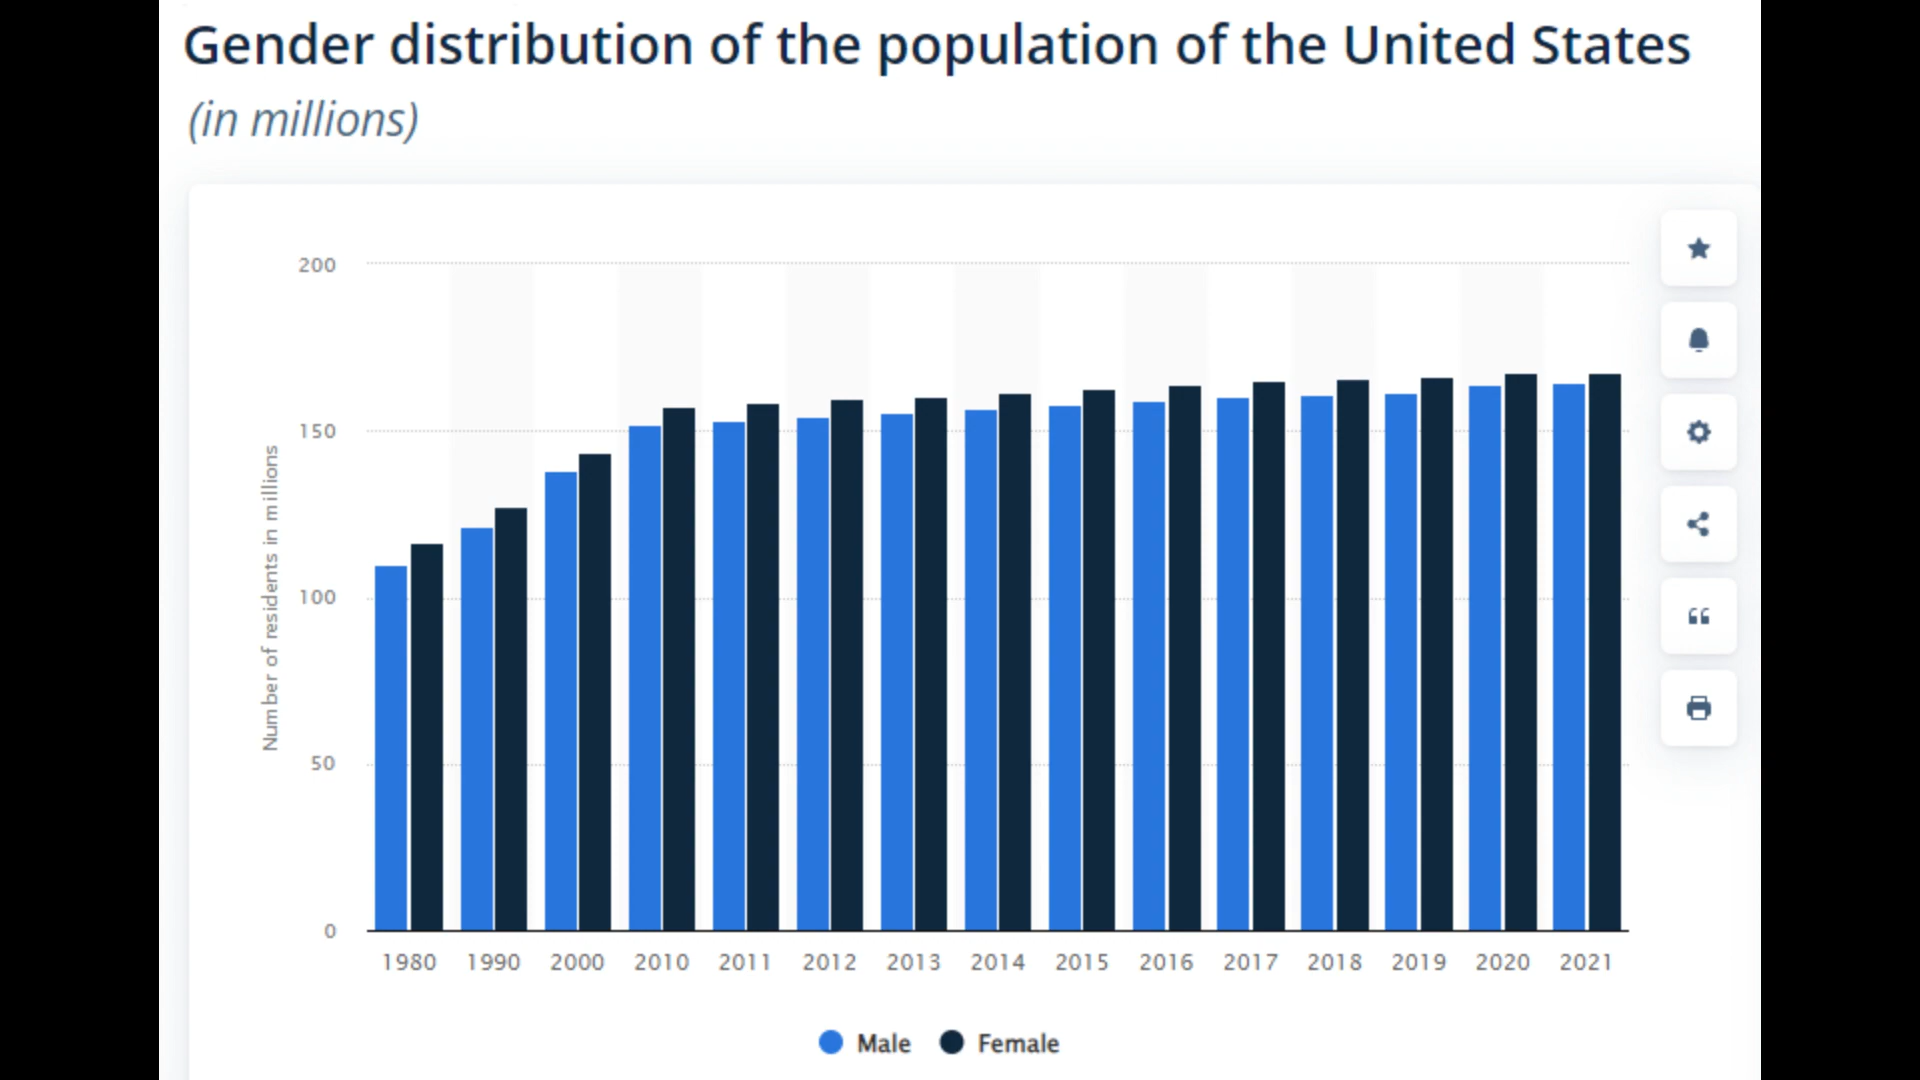 Gender distribution of the population of the United States
(in millions)
200
150
100
50
0
Number of residents in millions
1980 1990 2000 2010 2011 2012 2013 2014 2015 2016 2017 2018 2019 2020 2021
Male Female